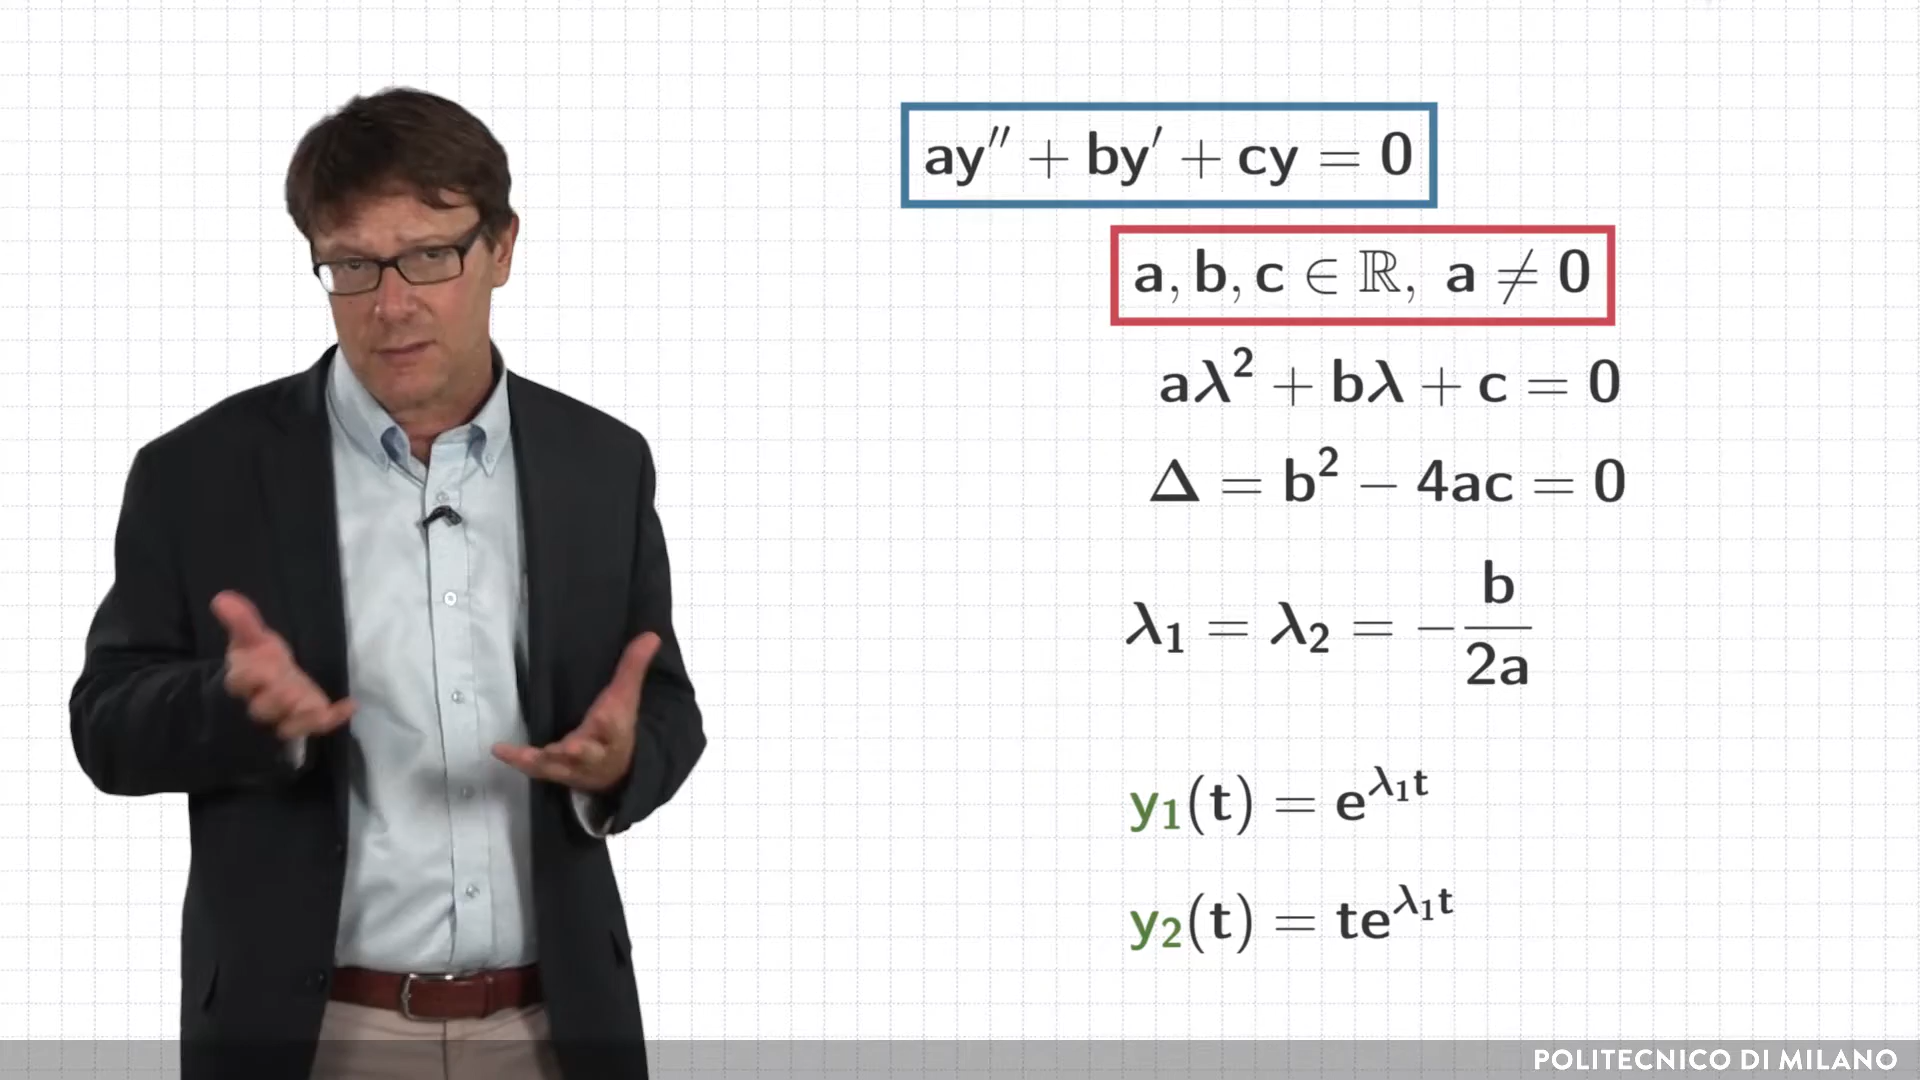 ay″ + by′ + cy = 0
a, b, c ∈ ℝ, a ≠ 0
aλ² + bλ + c = 0
Δ = b² − 4ac = 0
λ₁ = λ₂ = −b/2a
y₁(t) = e^{λ₁t}
y₂(t) = te^{λ₁t}
POLITECNICO DI MILANO